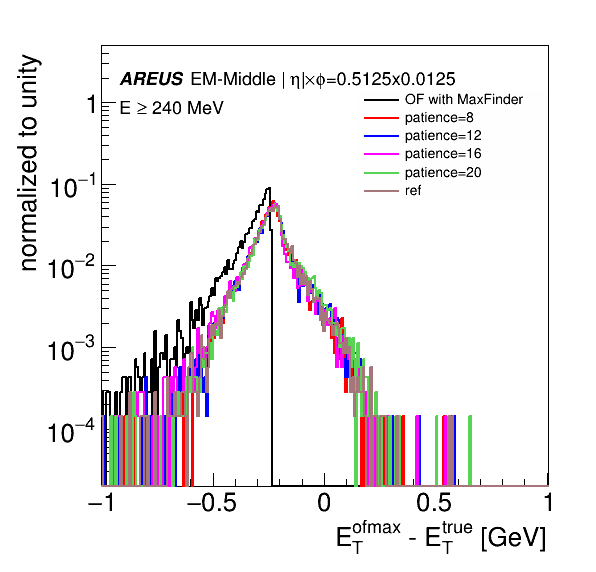 normalized to unity
AREUS EM-Middle | η|×ϕ=0.5125x0.0125
E ≥ 240 MeV
OF with MaxFinder
patience=8
patience=12
patience=16
patience=20
ref
1
10⁻¹
10⁻²
10⁻³
10⁻⁴
−1 −0.5 0 0.5 1
E_T^ofmax - E_T^true [GeV]